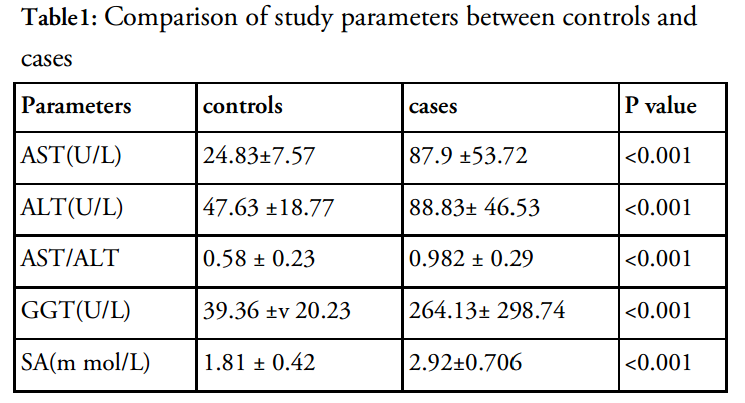 Table1: Comparison of study parameters between controls and
cases
Parameters controls cases P value
AST(U/L) 24.83±7.57 87.9 ±53.72 <0.001
ALT(U/L) 47.63 ±18.77 88.83± 46.53 <0.001
AST/ALT 0.58 ± 0.23 0.982 ± 0.29 <0.001
GGT(U/L) 39.36 ±v 20.23 264.13± 298.74 <0.001
SA(m mol/L) 1.81 ± 0.42 2.92±0.706 <0.001